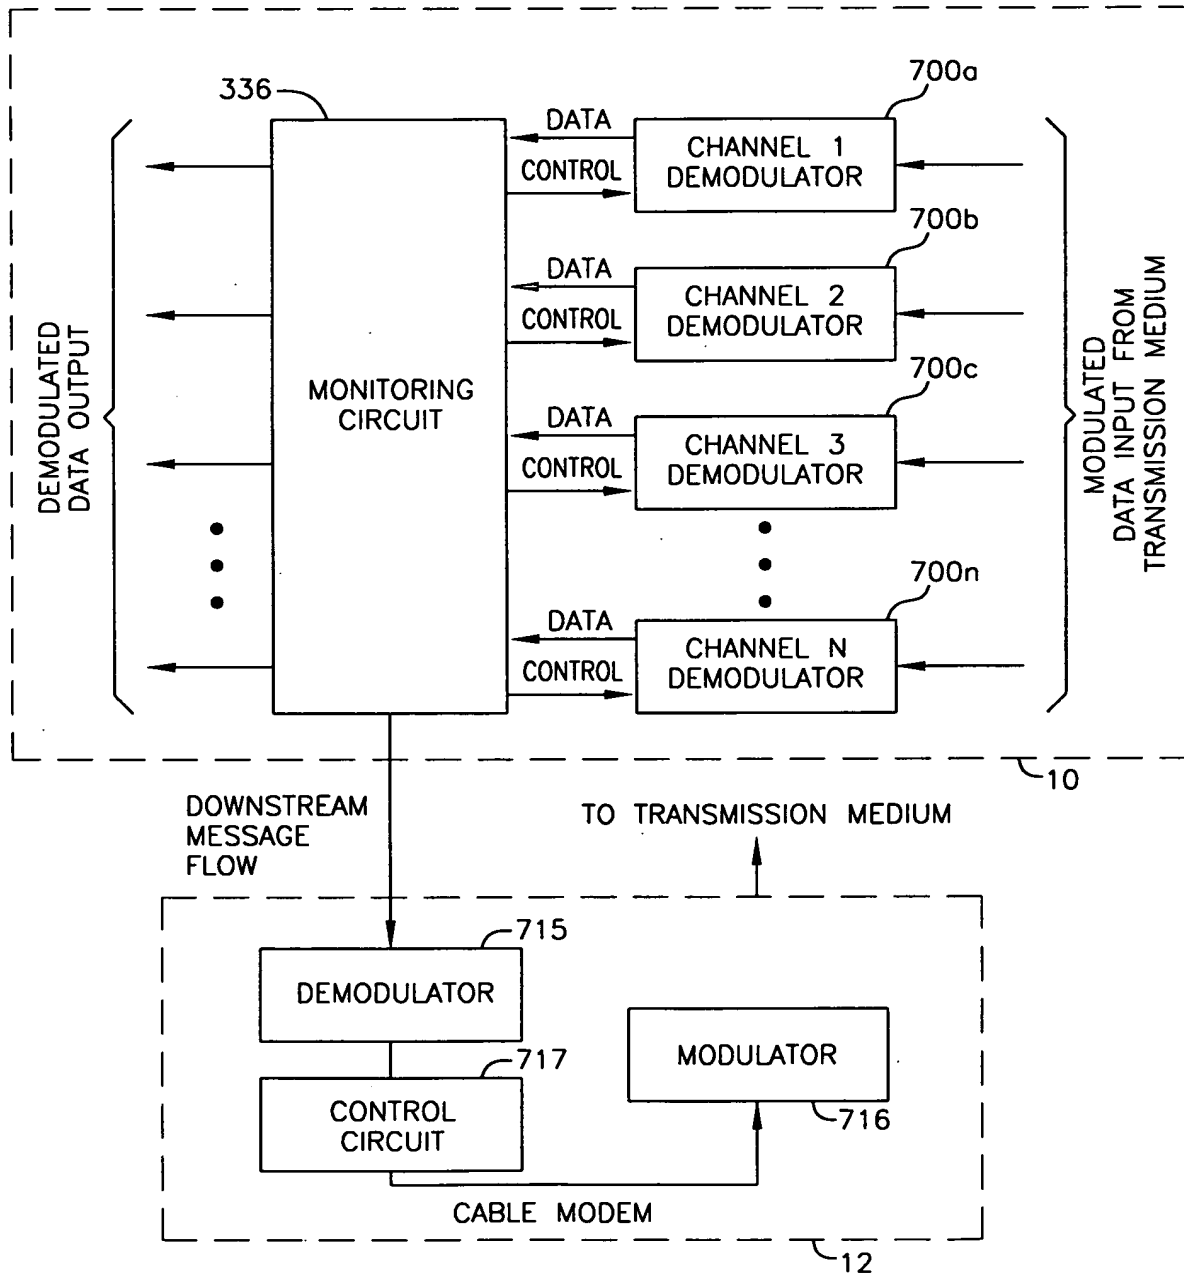 700a
336
DATA
CHANNEL 1
DEMODULATOR
CONTROL
700b
DATA
CHANNEL 2
DEMODULATOR
CONTROL
700c
MONITORING
CIRCUIT
DATA
CHANNEL 3
DEMODULATOR
CONTROL
700n
DATA
CHANNEL N
DEMODULATOR
CONTROL
DEMODULATED
DATA OUTPUT
MODULATED
DATA INPUT FROM
TRANSMISSION MEDIUM
10
DOWNSTREAM
MESSAGE
FLOW
TO TRANSMISSION MEDIUM
715
DEMODULATOR
717
CONTROL
CIRCUIT
MODULATOR
716
CABLE MODEM
12